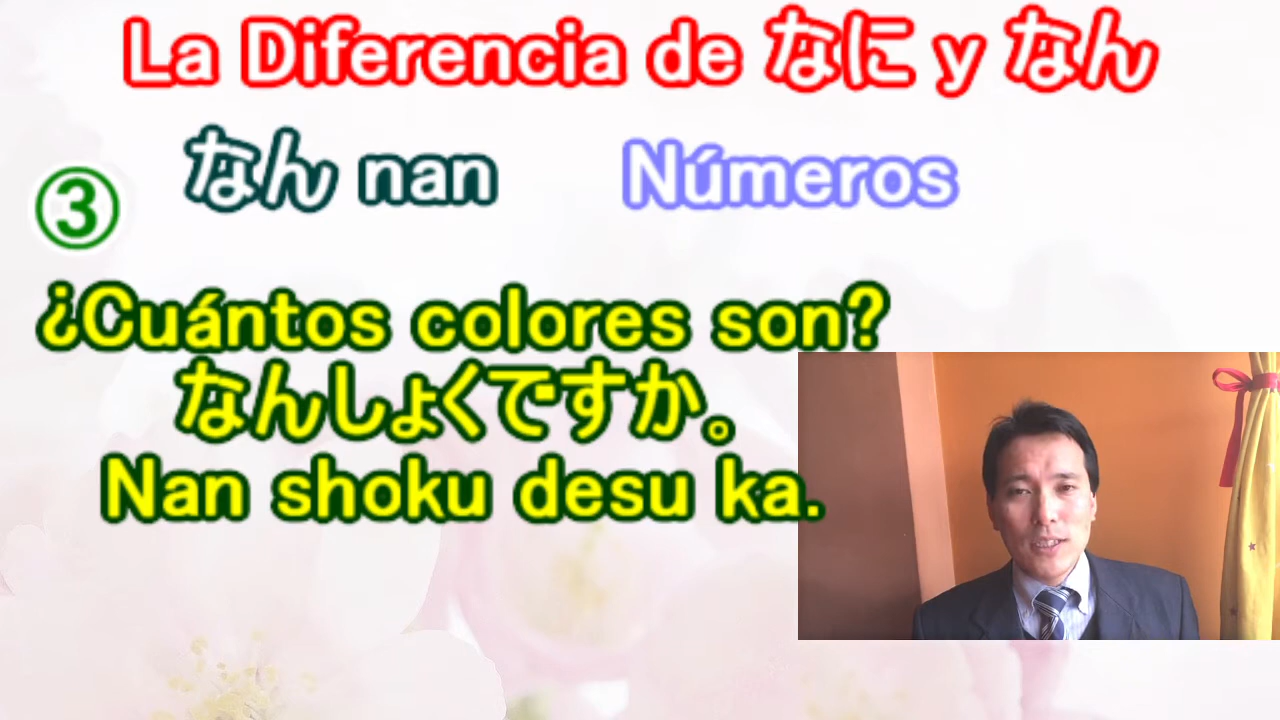 La Diferencia de なに y なん
なん nan Números
③
¿Cuántos colores son?
なんしょくですか。
Nan shoku desu ka.